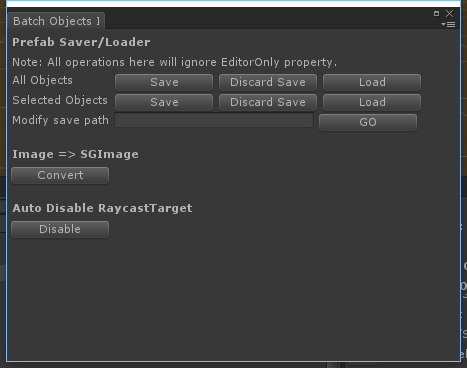 Batch Objects
Prefab Saver/Loader
Note: All operations here will ignore EditorOnly property.
All Objects Save Discard Save Load
Selected Objects Save Discard Save Load
Modify save path GO
Image => SGImage
Convert
Auto Disable RaycastTarget
Disable